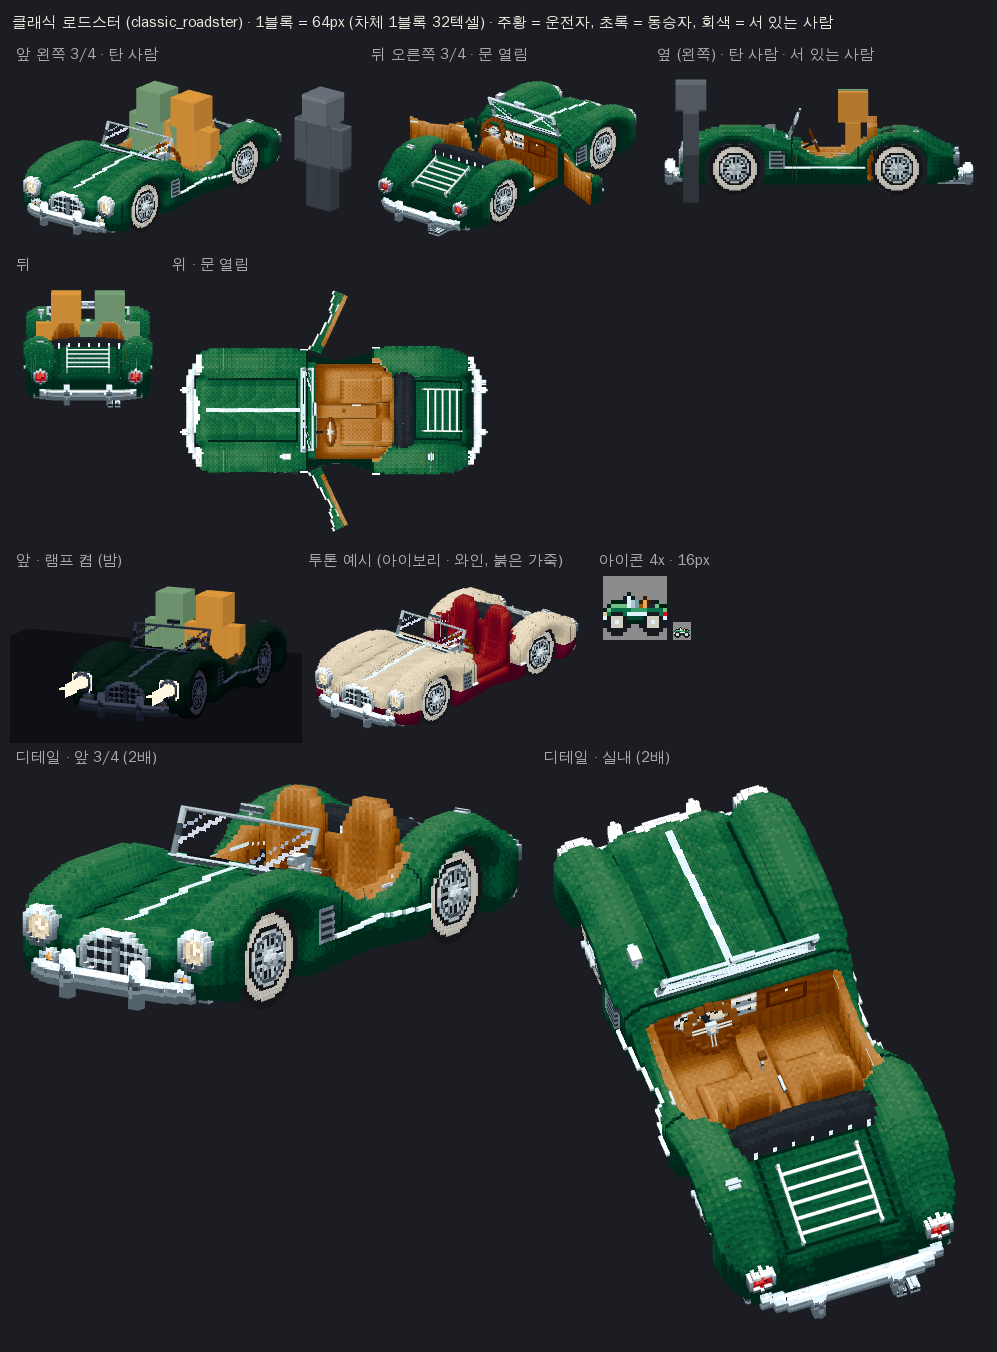 클래식 로드스터 (classic_roadster) · 1블록 = 64px (차체 1블록 32텍셀) · 주황 = 운전자, 초록 = 동승자, 회색 = 서 있는 사람
앞 왼쪽 3/4 · 탄 사람
뒤 오른쪽 3/4 · 문 열림
옆 (왼쪽) · 탄 사람 · 서 있는 사람
뒤
위 · 문 열림
앞 · 램프 켬 (밤)
투톤 예시 (아이보리 · 와인, 붉은 가죽)
아이콘 4x · 16px
디테일 · 앞 3/4 (2배)
디테일 · 실내 (2배)